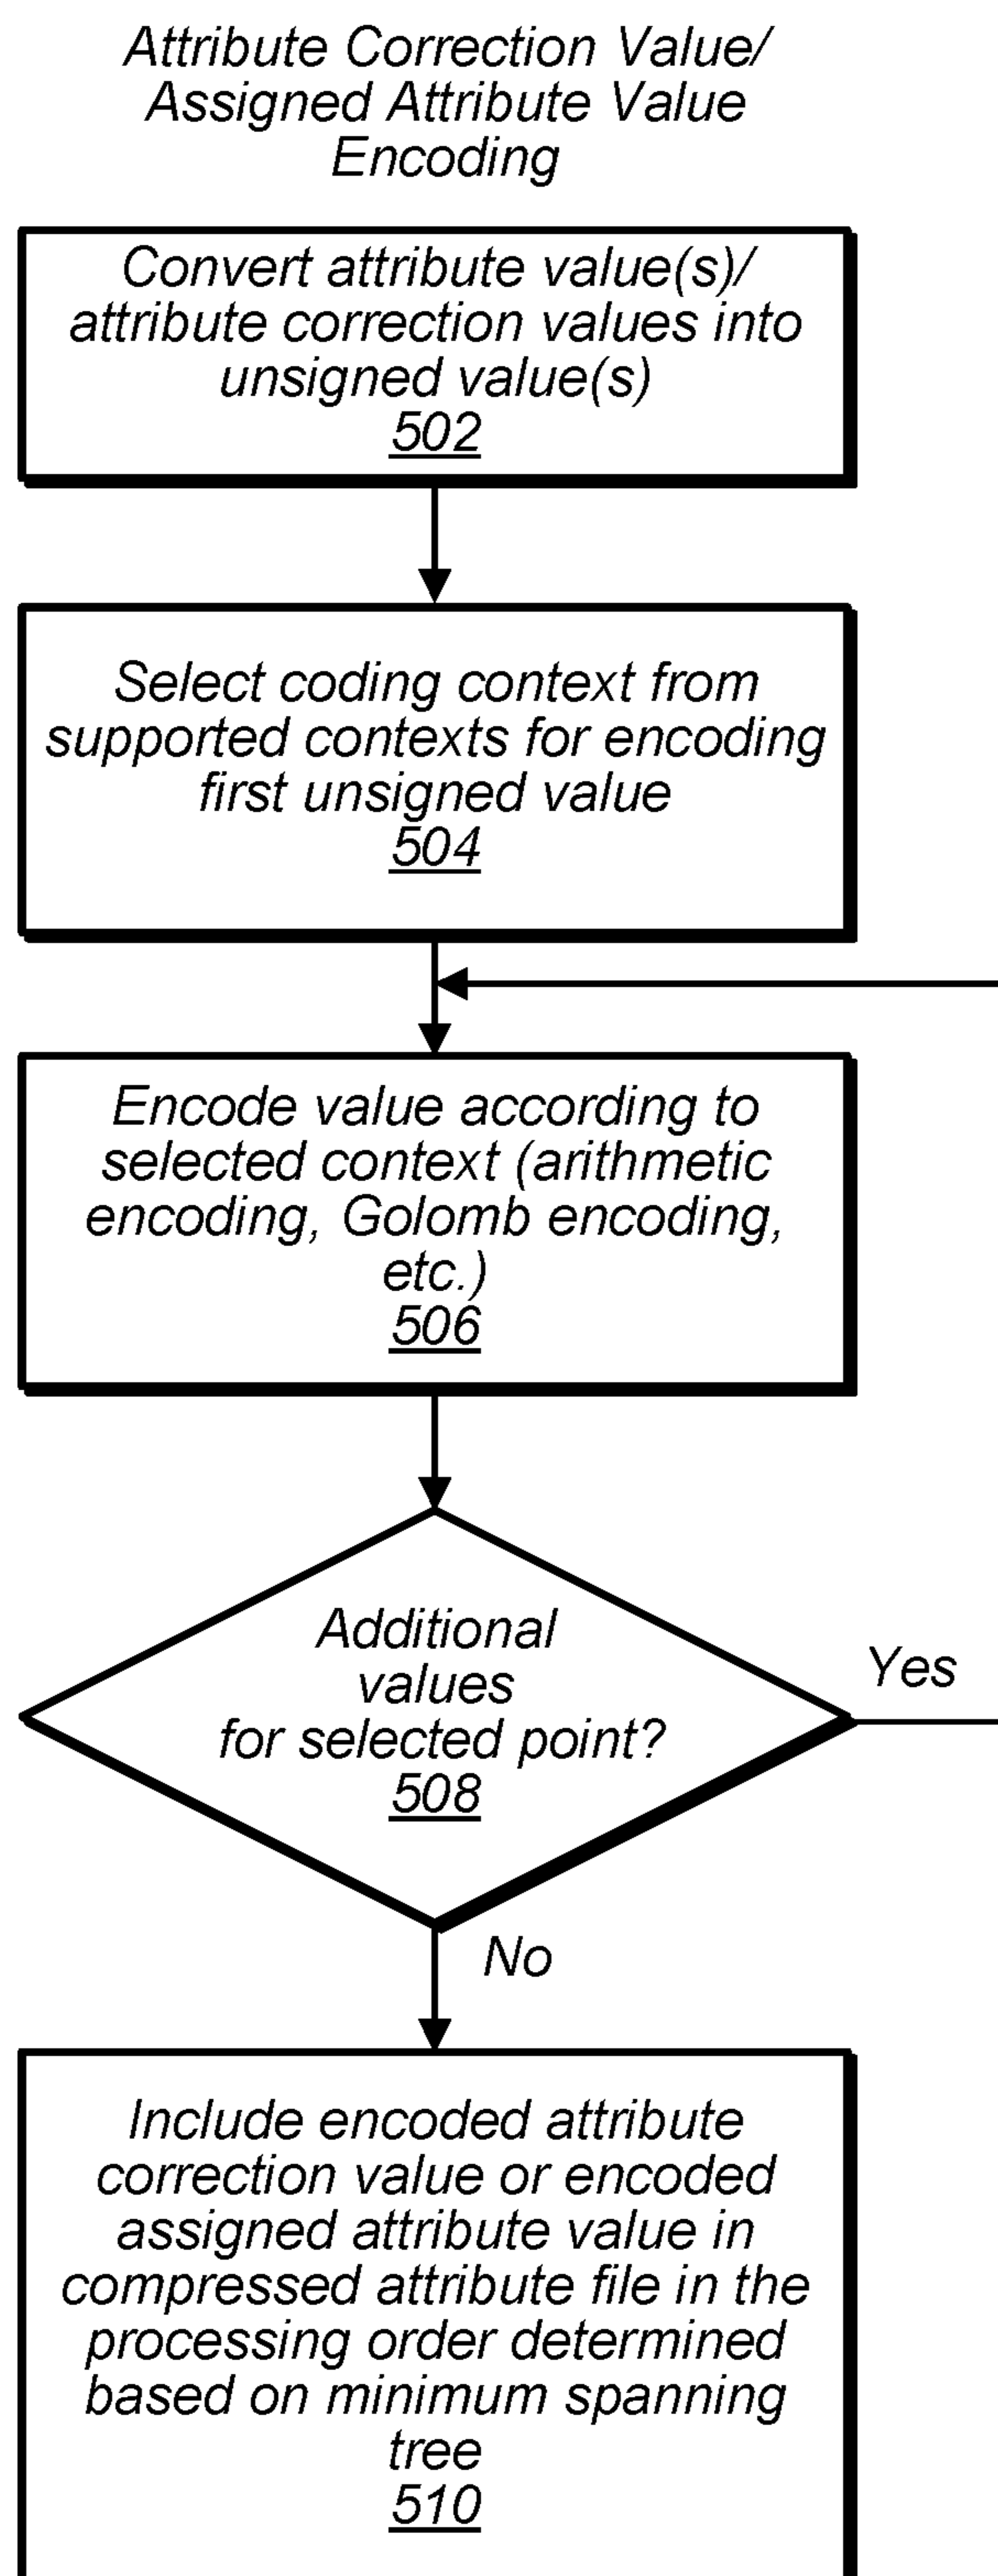 Attribute Correction Value/
Assigned Attribute Value
Encoding
Convert attribute value(s)/
attribute correction values into
unsigned value(s)
502
Select coding context from
supported contexts for encoding
first unsigned value
504
Encode value according to
selected context (arithmetic
encoding, Golomb encoding,
etc.)
506
Additional
values
for selected point?
508
Yes
No
Include encoded attribute
correction value or encoded
assigned attribute value in
compressed attribute file in the
processing order determined
based on minimum spanning
tree
510